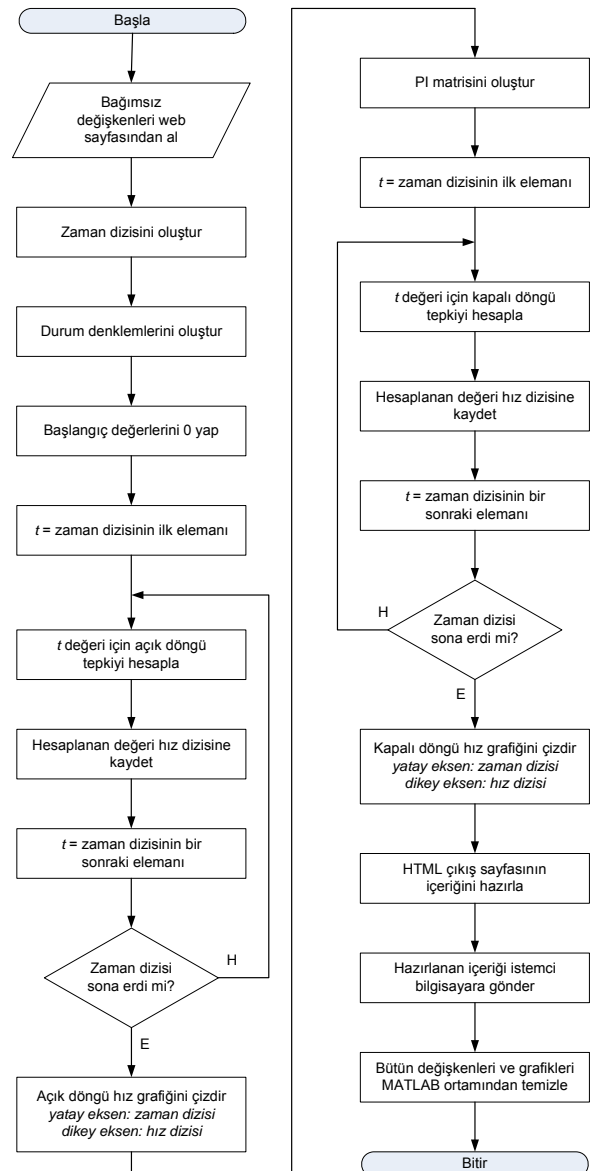 Başla
Bağımsız
değişkenleri web
sayfasından al
Zaman dizisini oluştur
Durum denklemlerini oluştur
Başlangıç değerlerini 0 yap
t = zaman dizisinin ilk elemanı
t değeri için açık döngü
tepkiyi hesapla
Hesaplanan değeri hız dizisine
kaydet
t = zaman dizisinin bir
sonraki elemanı
Zaman dizisi
sona erdi mi?
H
E
Açık döngü hız grafiğini çizdir
yatay eksen: zaman dizisi
dikey eksen: hız dizisi
PI matrisini oluştur
t = zaman dizisinin ilk elemanı
t değeri için kapalı döngü
tepkiyi hesapla
Hesaplanan değeri hız dizisine
kaydet
t = zaman dizisinin bir
sonraki elemanı
H
Zaman dizisi
sona erdi mi?
E
Kapalı döngü hız grafiğini çizdir
yatay eksen: zaman dizisi
dikey eksen: hız dizisi
HTML çıkış sayfasının
içeriğini hazırla
Hazırlanan içeriği istemci
bilgisayara gönder
Bütün değişkenleri ve grafikleri
MATLAB ortamından temizle
Bitir